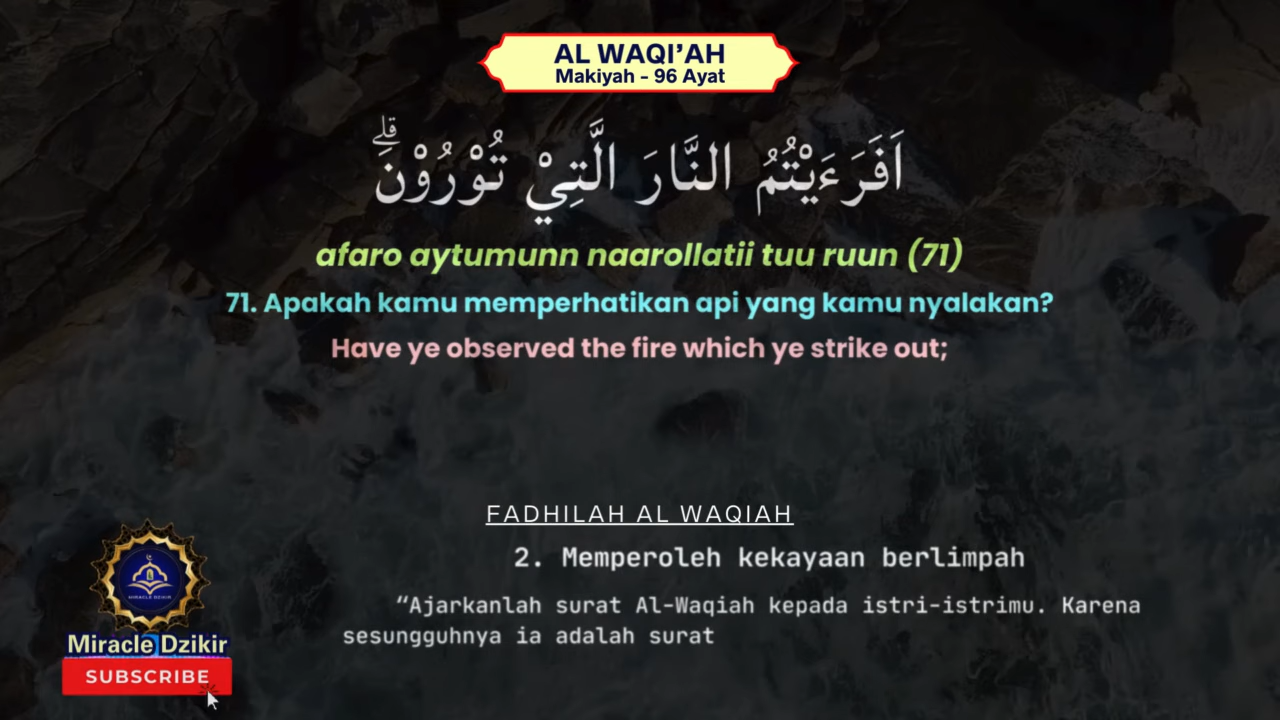 AL WAQI’AH
Makiyah - 96 Ayat
اَفَرَءَيْتُمُ النَّارَ الَّتِيْ تُوْرُوْنَۗ
afaro aytumunn naarollatii tuu ruun (71)
71. Apakah kamu memperhatikan api yang kamu nyalakan?
Have ye observed the fire which ye strike out;
FADHILAH AL WAQIAH
2. Memperoleh kekayaan berlimpah
“Ajarkanlah surat Al-Waqiah kepada istri-istrimu. Karena
sesungguhnya ia adalah surat
MIRACLE DZIKIR
Miracle Dzikir
SUBSCRIBE